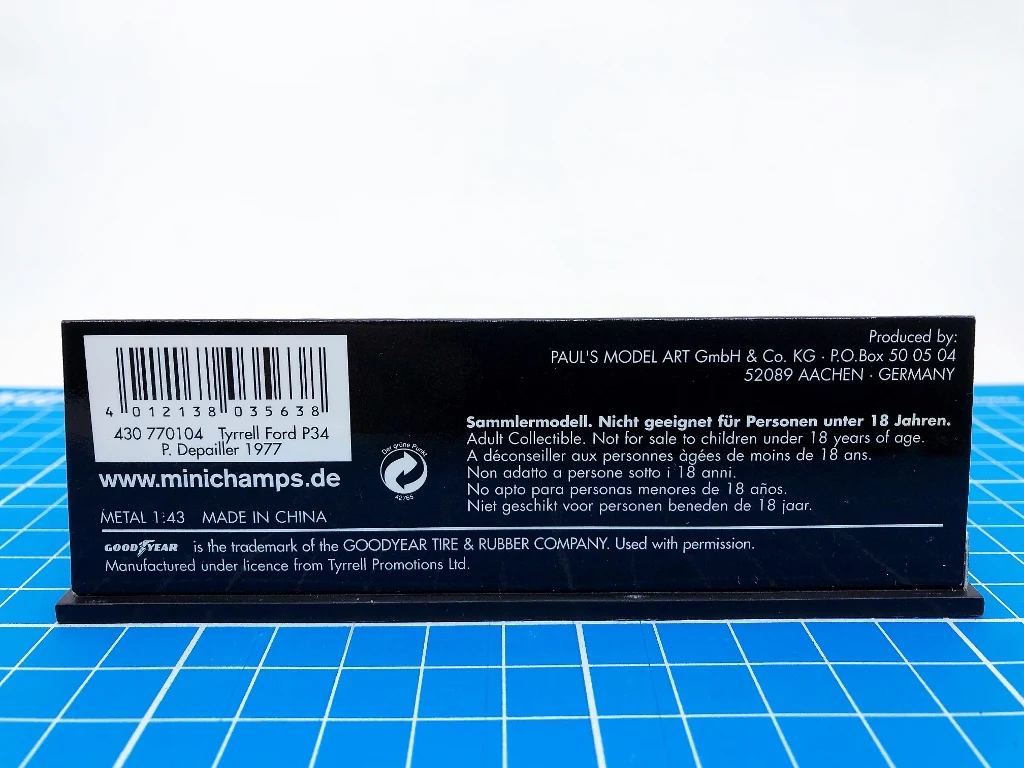 Produced by:
PAUL'S MODEL ART GmbH & Co. KG · P.O.Box 50 05 04
52089 AACHEN · GERMANY
4 012138 035638
430 770104 Tyrrell Ford P34
P. Depailler 1977
www.minichamps.de
Der grüne Punkt
42765
METAL 1:43 MADE IN CHINA
Sammlermodell. Nicht geeignet für Personen unter 18 Jahren.
Adult Collectible. Not for sale to children under 18 years of age.
A déconseiller aux personnes àgées de moins de 18 ans.
Non adatto a persone sotto i 18 anni.
No apto para personas menores de 18 años.
Niet geschikt voor personen beneden de 18 jaar.
GOODYEAR is the trademark of the GOODYEAR TIRE & RUBBER COMPANY. Used with permission.
Manufactured under licence from Tyrrell Promotions Ltd.